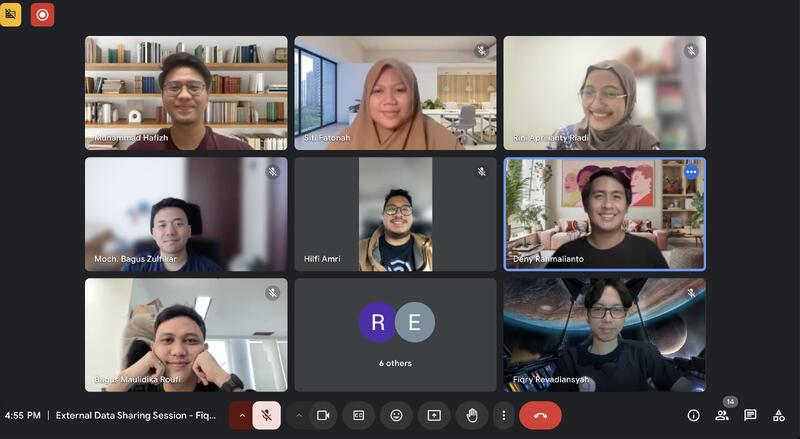 Muhammad Hafizh
Siti Fatonah
Rini Aprilianty Riadi
Moch. Bagus Zulfikar
Hilfi Amri
Deny Rahmalianto
Bagus Maulidika Roufi
R E
6 others
Fiqry Revadiansyah
14
4:55 PM | External Data Sharing Session - Fiq...